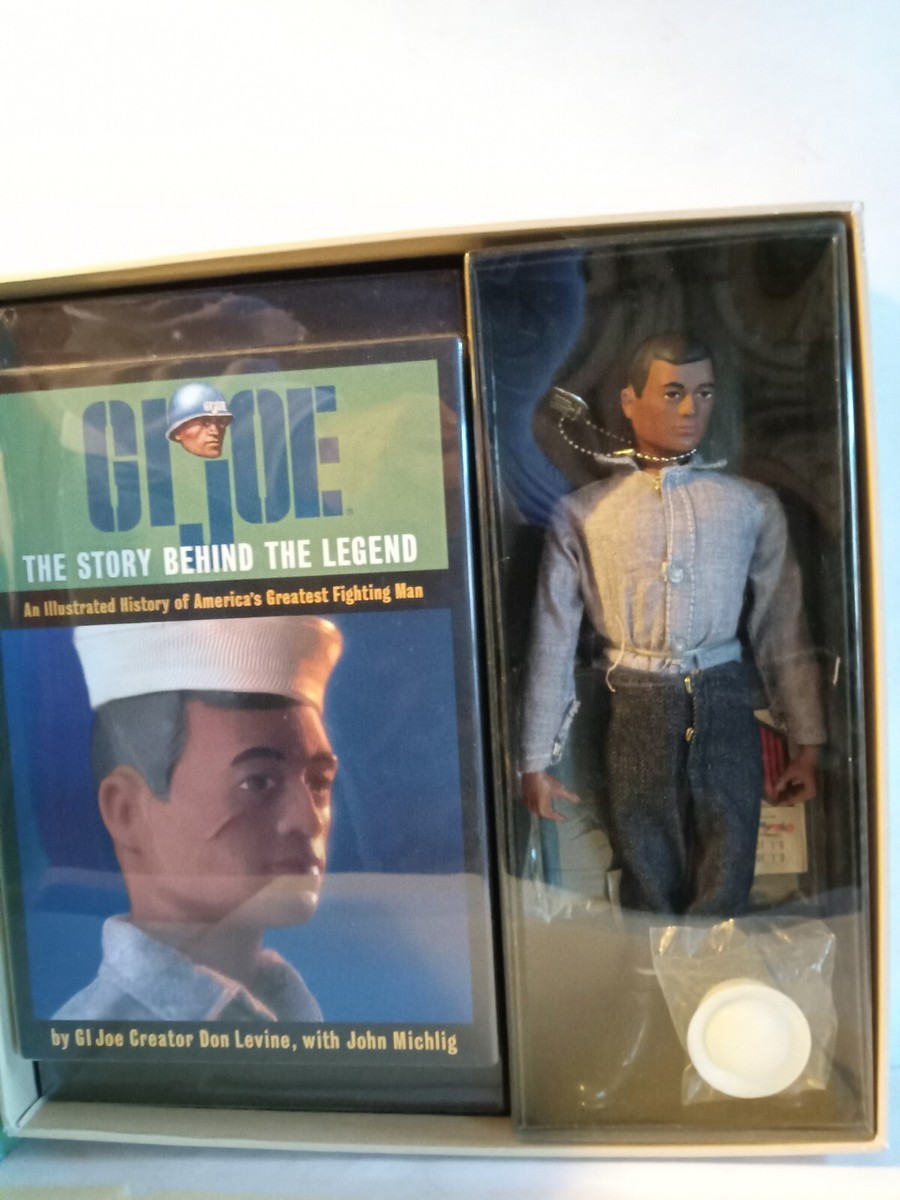 GI JOE
THE STORY BEHIND THE LEGEND
An Illustrated History of America's Greatest Fighting Man
by GI Joe Creator Don Levine, with John Michlig